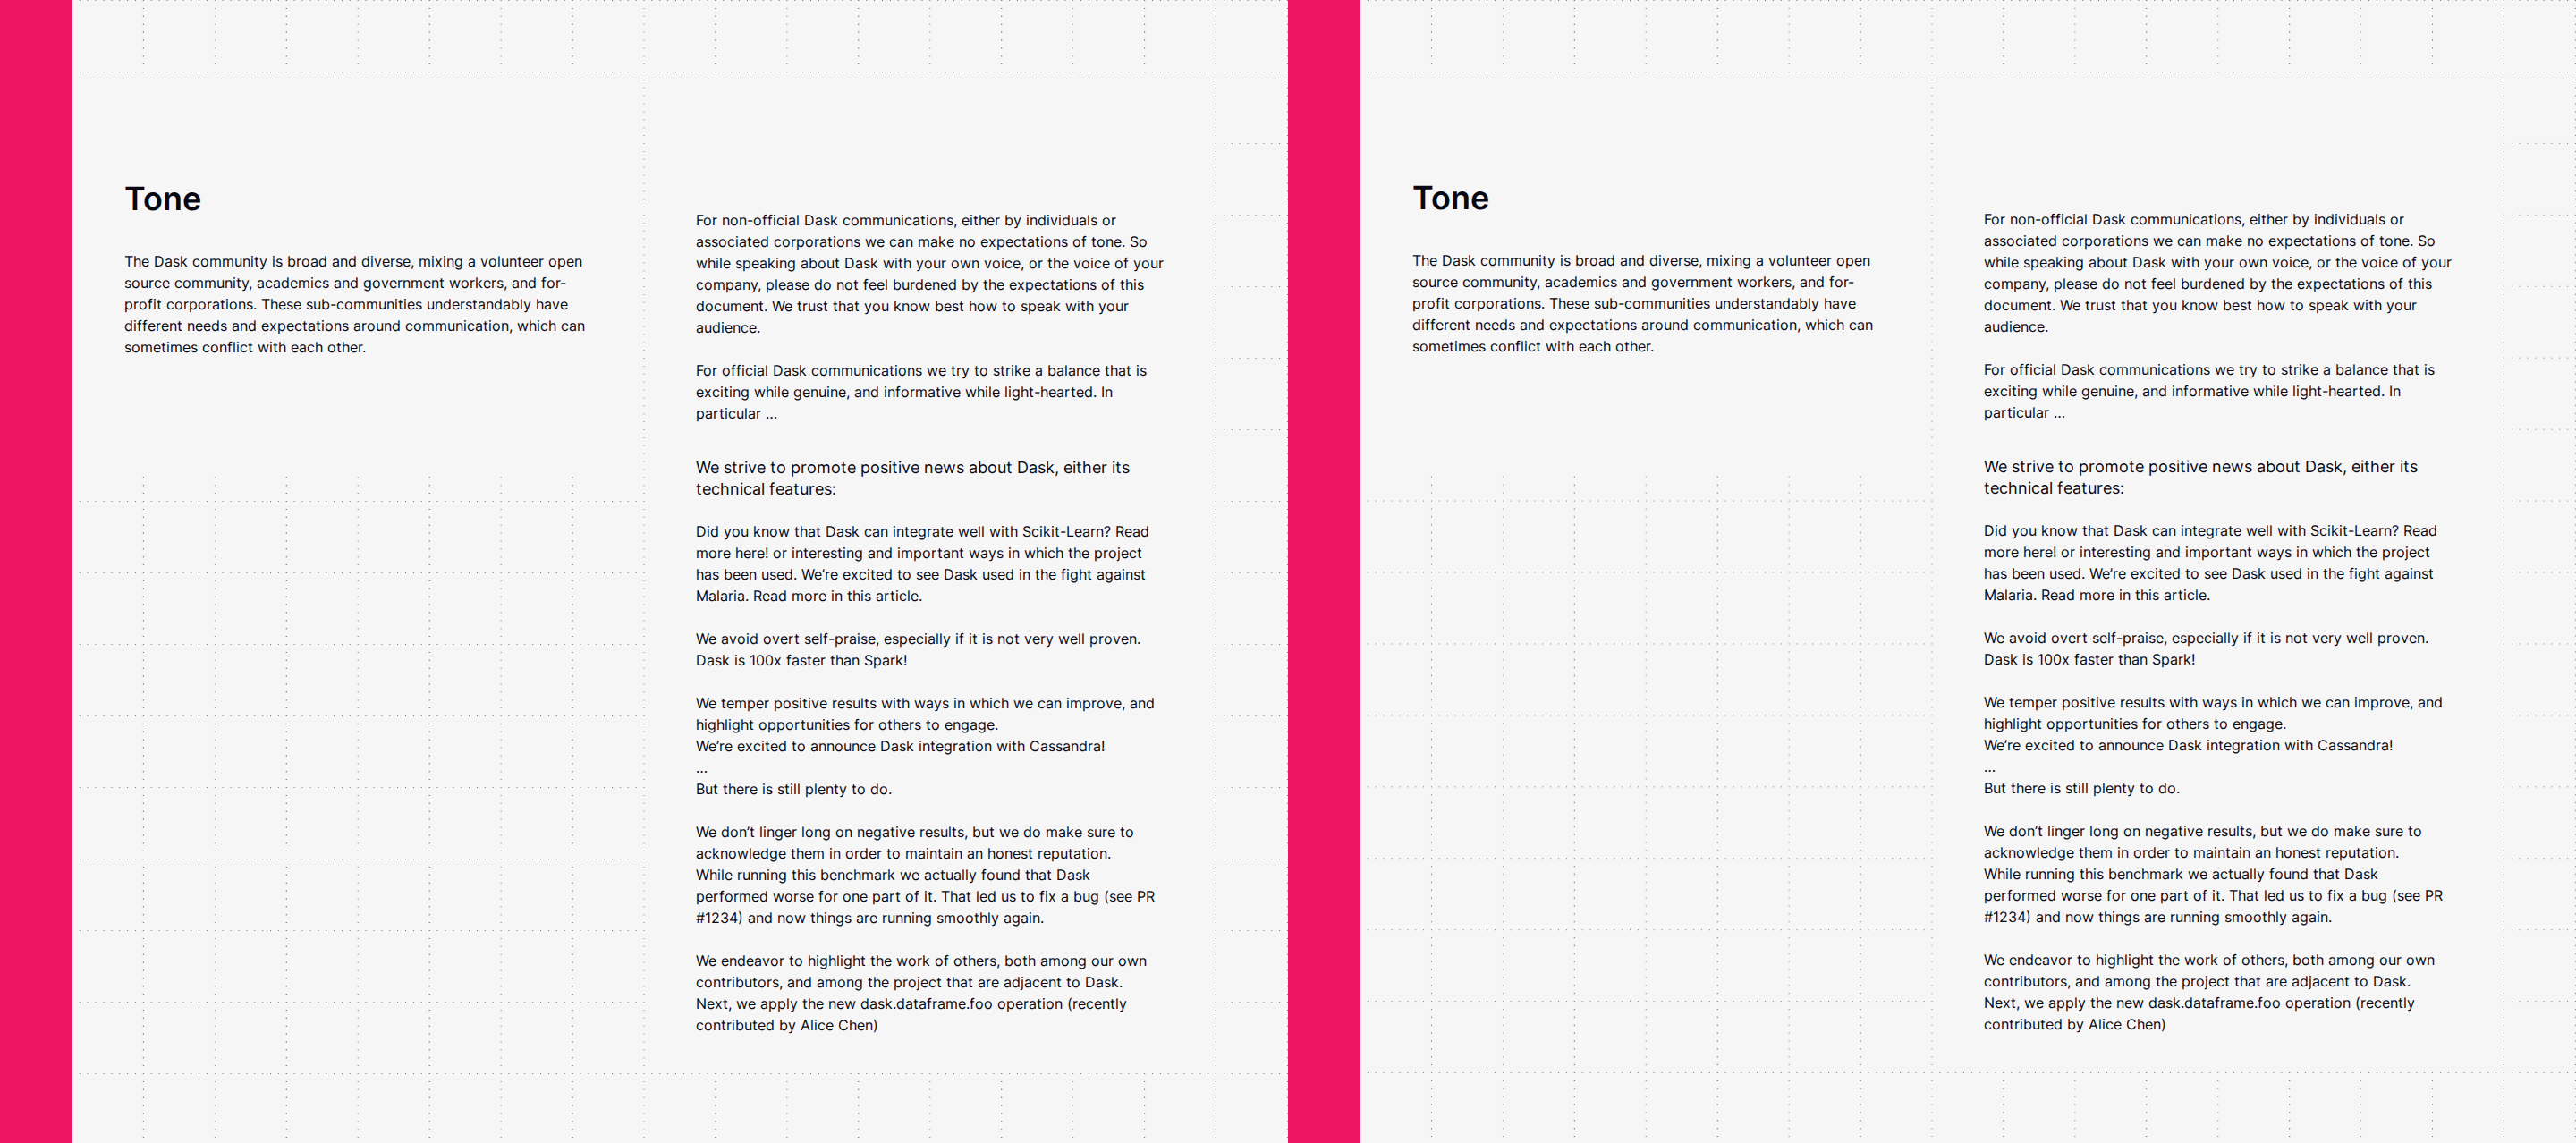 Tone
The Dask community is broad and diverse, mixing a volunteer open
source community, academics and government workers, and for-
profit corporations. These sub-communities understandably have
different needs and expectations around communication, which can
sometimes conflict with each other.
For non-official Dask communications, either by individuals or
associated corporations we can make no expectations of tone. So
while speaking about Dask with your own voice, or the voice of your
company, please do not feel burdened by the expectations of this
document. We trust that you know best how to speak with your
audience.
For official Dask communications we try to strike a balance that is
exciting while genuine, and informative while light-hearted. In
particular ...
We strive to promote positive news about Dask, either its
technical features:
Did you know that Dask can integrate well with Scikit-Learn? Read
more here! or interesting and important ways in which the project
has been used. We're excited to see Dask used in the fight against
Malaria. Read more in this article.
We avoid overt self-praise, especially if it is not very well proven.
Dask is 100x faster than Spark!
We temper positive results with ways in which we can improve, and
highlight opportunities for others to engage.
We're excited to announce Dask integration with Cassandra!
...
But there is still plenty to do.
We don't linger long on negative results, but we do make sure to
acknowledge them in order to maintain an honest reputation.
While running this benchmark we actually found that Dask
performed worse for one part of it. That led us to fix a bug (see PR
#1234) and now things are running smoothly again.
We endeavor to highlight the work of others, both among our own
contributors, and among the project that are adjacent to Dask.
Next, we apply the new dask.dataframe.foo operation (recently
contributed by Alice Chen)
Tone
The Dask community is broad and diverse, mixing a volunteer open
source community, academics and government workers, and for-
profit corporations. These sub-communities understandably have
different needs and expectations around communication, which can
sometimes conflict with each other.
For non-official Dask communications, either by individuals or
associated corporations we can make no expectations of tone. So
while speaking about Dask with your own voice, or the voice of your
company, please do not feel burdened by the expectations of this
document. We trust that you know best how to speak with your
audience.
For official Dask communications we try to strike a balance that is
exciting while genuine, and informative while light-hearted. In
particular ...
We strive to promote positive news about Dask, either its
technical features:
Did you know that Dask can integrate well with Scikit-Learn? Read
more here! or interesting and important ways in which the project
has been used. We're excited to see Dask used in the fight against
Malaria. Read more in this article.
We avoid overt self-praise, especially if it is not very well proven.
Dask is 100x faster than Spark!
We temper positive results with ways in which we can improve, and
highlight opportunities for others to engage.
We're excited to announce Dask integration with Cassandra!
...
But there is still plenty to do.
We don't linger long on negative results, but we do make sure to
acknowledge them in order to maintain an honest reputation.
While running this benchmark we actually found that Dask
performed worse for one part of it. That led us to fix a bug (see PR
#1234) and now things are running smoothly again.
We endeavor to highlight the work of others, both among our own
contributors, and among the project that are adjacent to Dask.
Next, we apply the new dask.dataframe.foo operation (recently
contributed by Alice Chen)